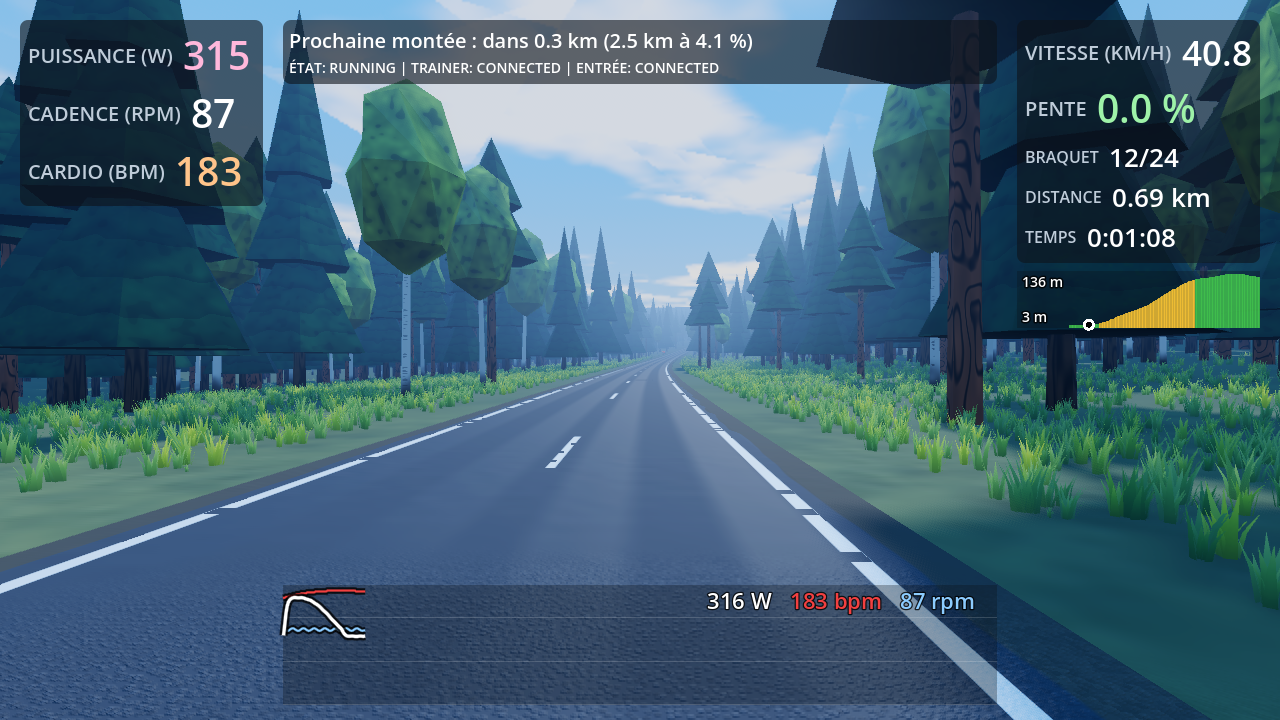 PUISSANCE (W) 315
CADENCE (RPM) 87
CARDIO (BPM) 183
Prochaine montée : dans 0.3 km (2.5 km à 4.1 %)
ÉTAT: RUNNING | TRAINER: CONNECTED | ENTRÉE: CONNECTED
VITESSE (KM/H) 40.8
PENTE 0.0 %
BRAQUET 12/24
DISTANCE 0.69 km
TEMPS 0:01:08
136 m
3 m
316 W 183 bpm 87 rpm